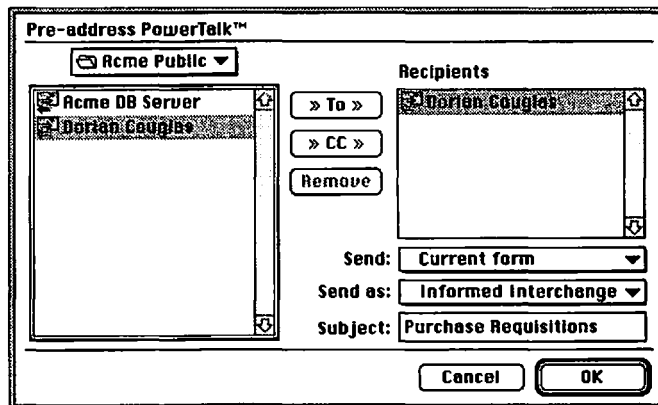 Pre-address PowerTalk™
Acme Public
Recipients
Acme DB Server
Dorian Couglas
» To »
» CC »
Remove
Dorian Couglas
Send: Current form
Send as: Informed Interchange
Subject: Purchase Requisitions
Cancel
OK